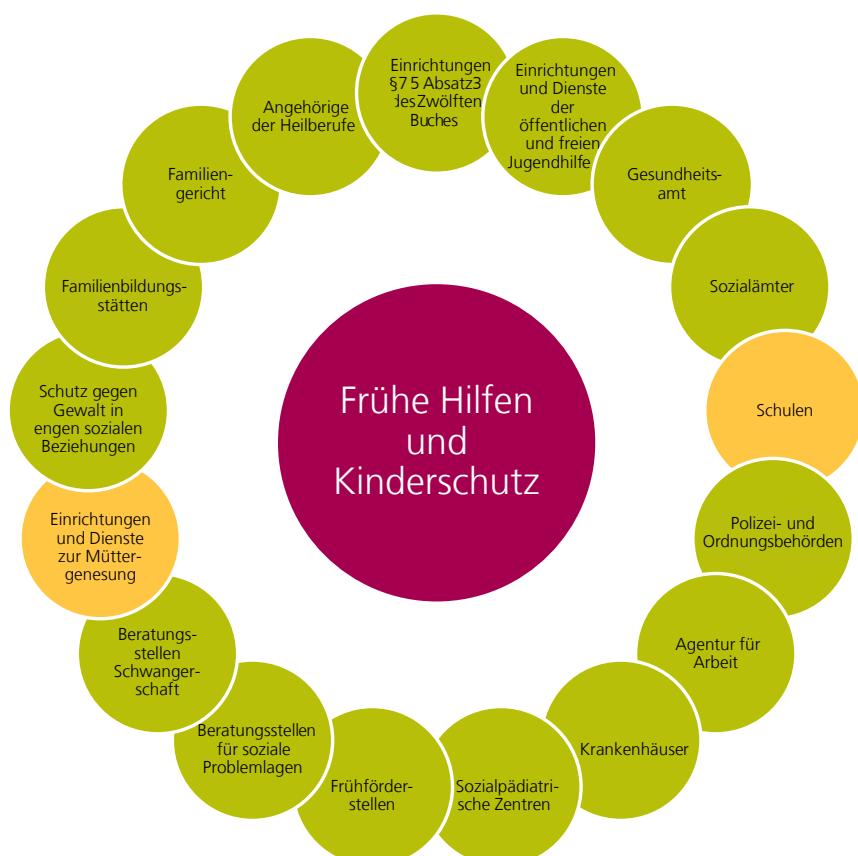 Einrichtungen
§75 Absatz3
des Zwölften
Buches
Einrichtungen
und Dienste
der
öffentlichen
und freien
Jugendhilfe
Gesundheits-
amt
Sozialämter
Schulen
Polizei- und
Ordnungsbehörden
Agentur für
Arbeit
Krankenhäuser
Sozialpädiatri-
sche Zentren
Frühförder-
stellen
Beratungsstellen
für soziale
Problemlagen
Beratungs-
stellen
Schwanger-
schaft
Einrichtungen
und Dienste
zur Mütter-
genesung
Schutz gegen
Gewalt in
engen sozialen
Beziehungen
Familienbildungs-
stätten
Familien-
gericht
Angehörige
der Heilberufe
Frühe Hilfen
und
Kinderschutz